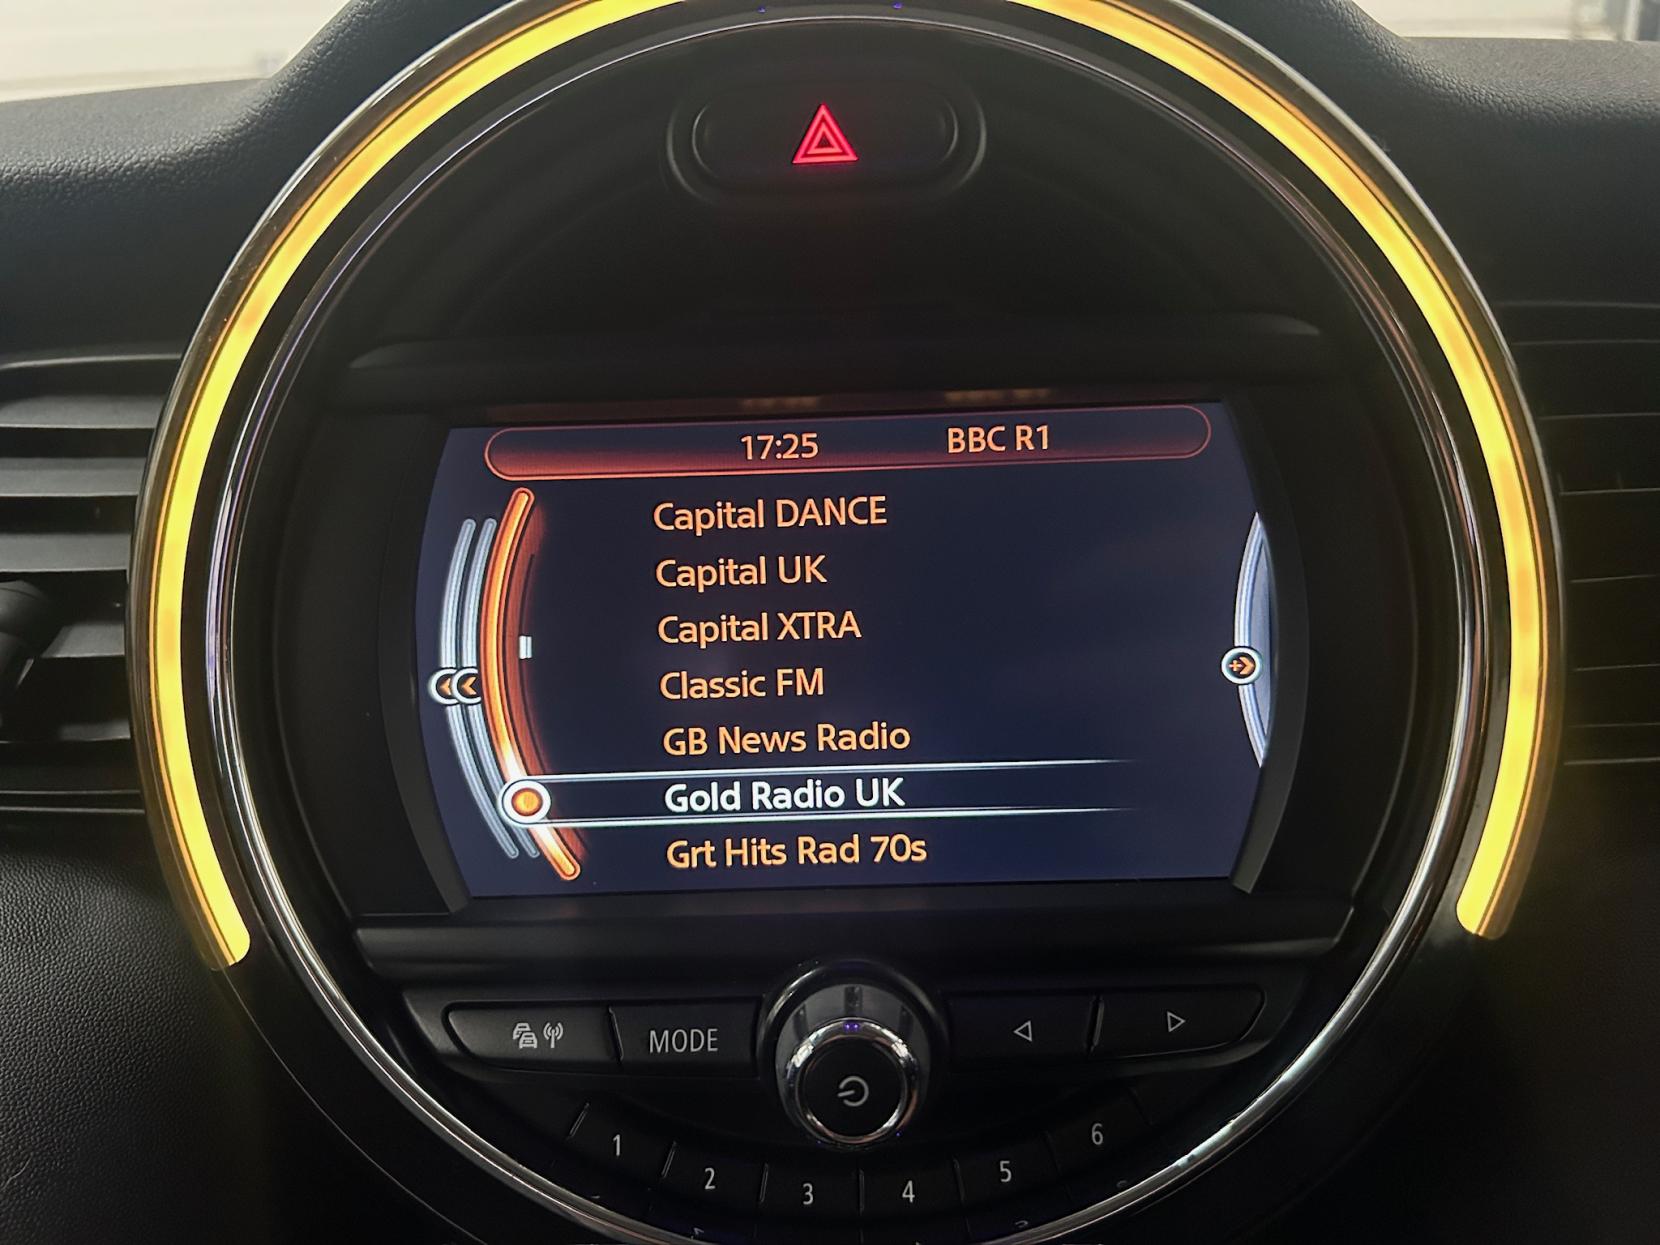 17:25 BBC R1
Capital DANCE
Capital UK
Capital XTRA
Classic FM
GB News Radio
Gold Radio UK
Grt Hits Rad 70s
MODE
1 2 3 4 5 6